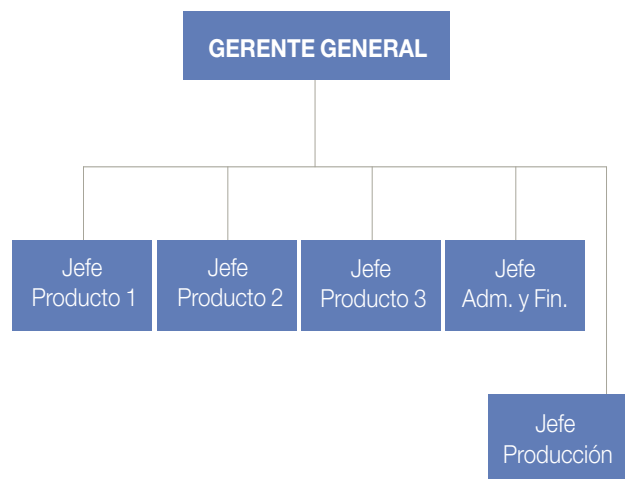 GERENTE GENERAL
Jefe
Producto 1
Jefe
Producto 2
Jefe
Producto 3
Jefe
Adm. y Fin.
Jefe
Producción